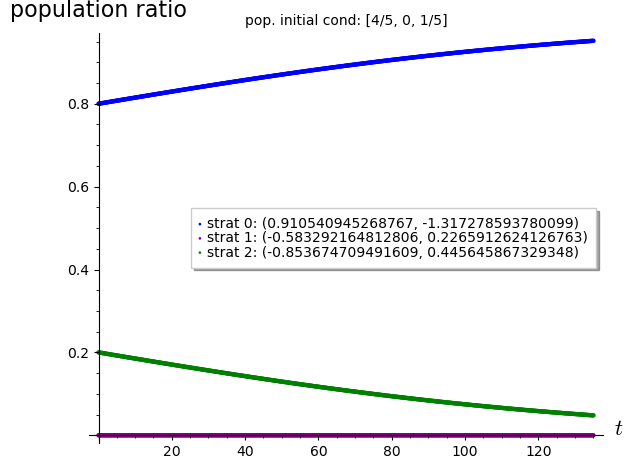 population ratio
pop. initial cond: [4/5, 0, 1/5]
0.8
0.6
strat 0: (0.910540945268767, -1.317278593780099)
strat 1: (-0.583292164812806, 0.2265912624126763)
strat 2: (-0.853674709491609, 0.445645867329348)
0.4
0.2
t
20 40 60 80 100 120